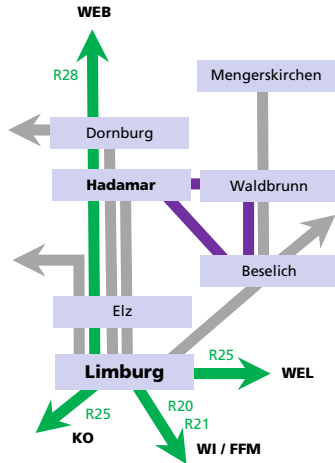 WEB
R28
Mengerskirchen
Dornburg
Hadamar
Waldbrunn
Beselich
Elz
Limburg
R25
WEL
R25
R20
R21
KO
WI / FFM